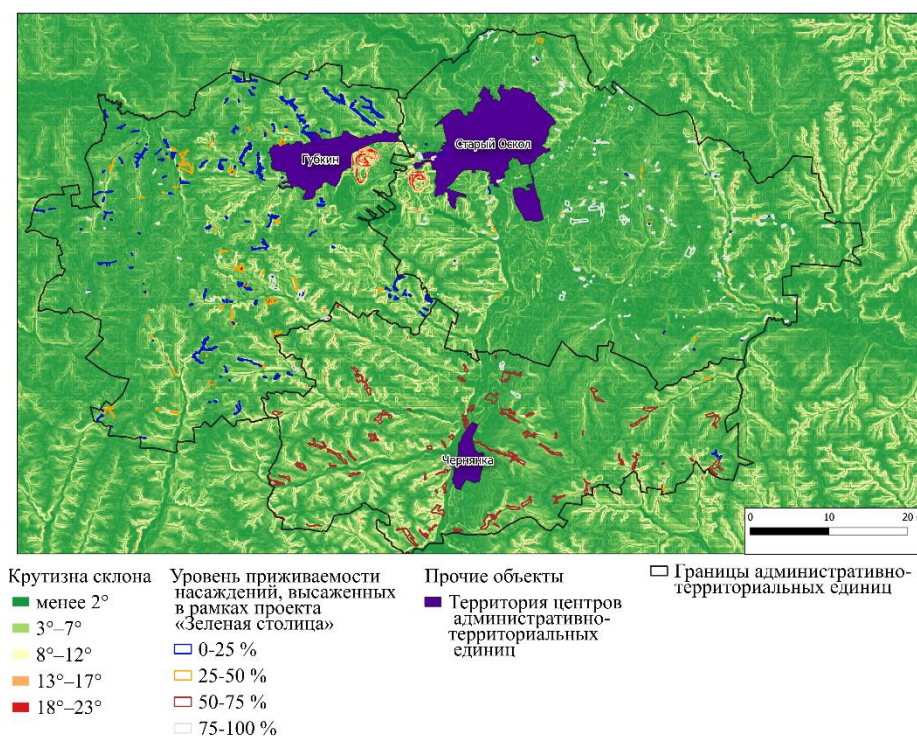 Губкин
Старый Оскол
Чернянка
0 10 20
Крутизна склона
менее 2°
3°–7°
8°–12°
13°–17°
18°–23°
Уровень приживаемости
насаждений, высаженных
в рамках проекта
«Зеленая столица»
0-25 %
25-50 %
50-75 %
75-100 %
Прочие объекты
Территория центров
административно-
территориальных
единиц
Границы административно-
территориальных единиц